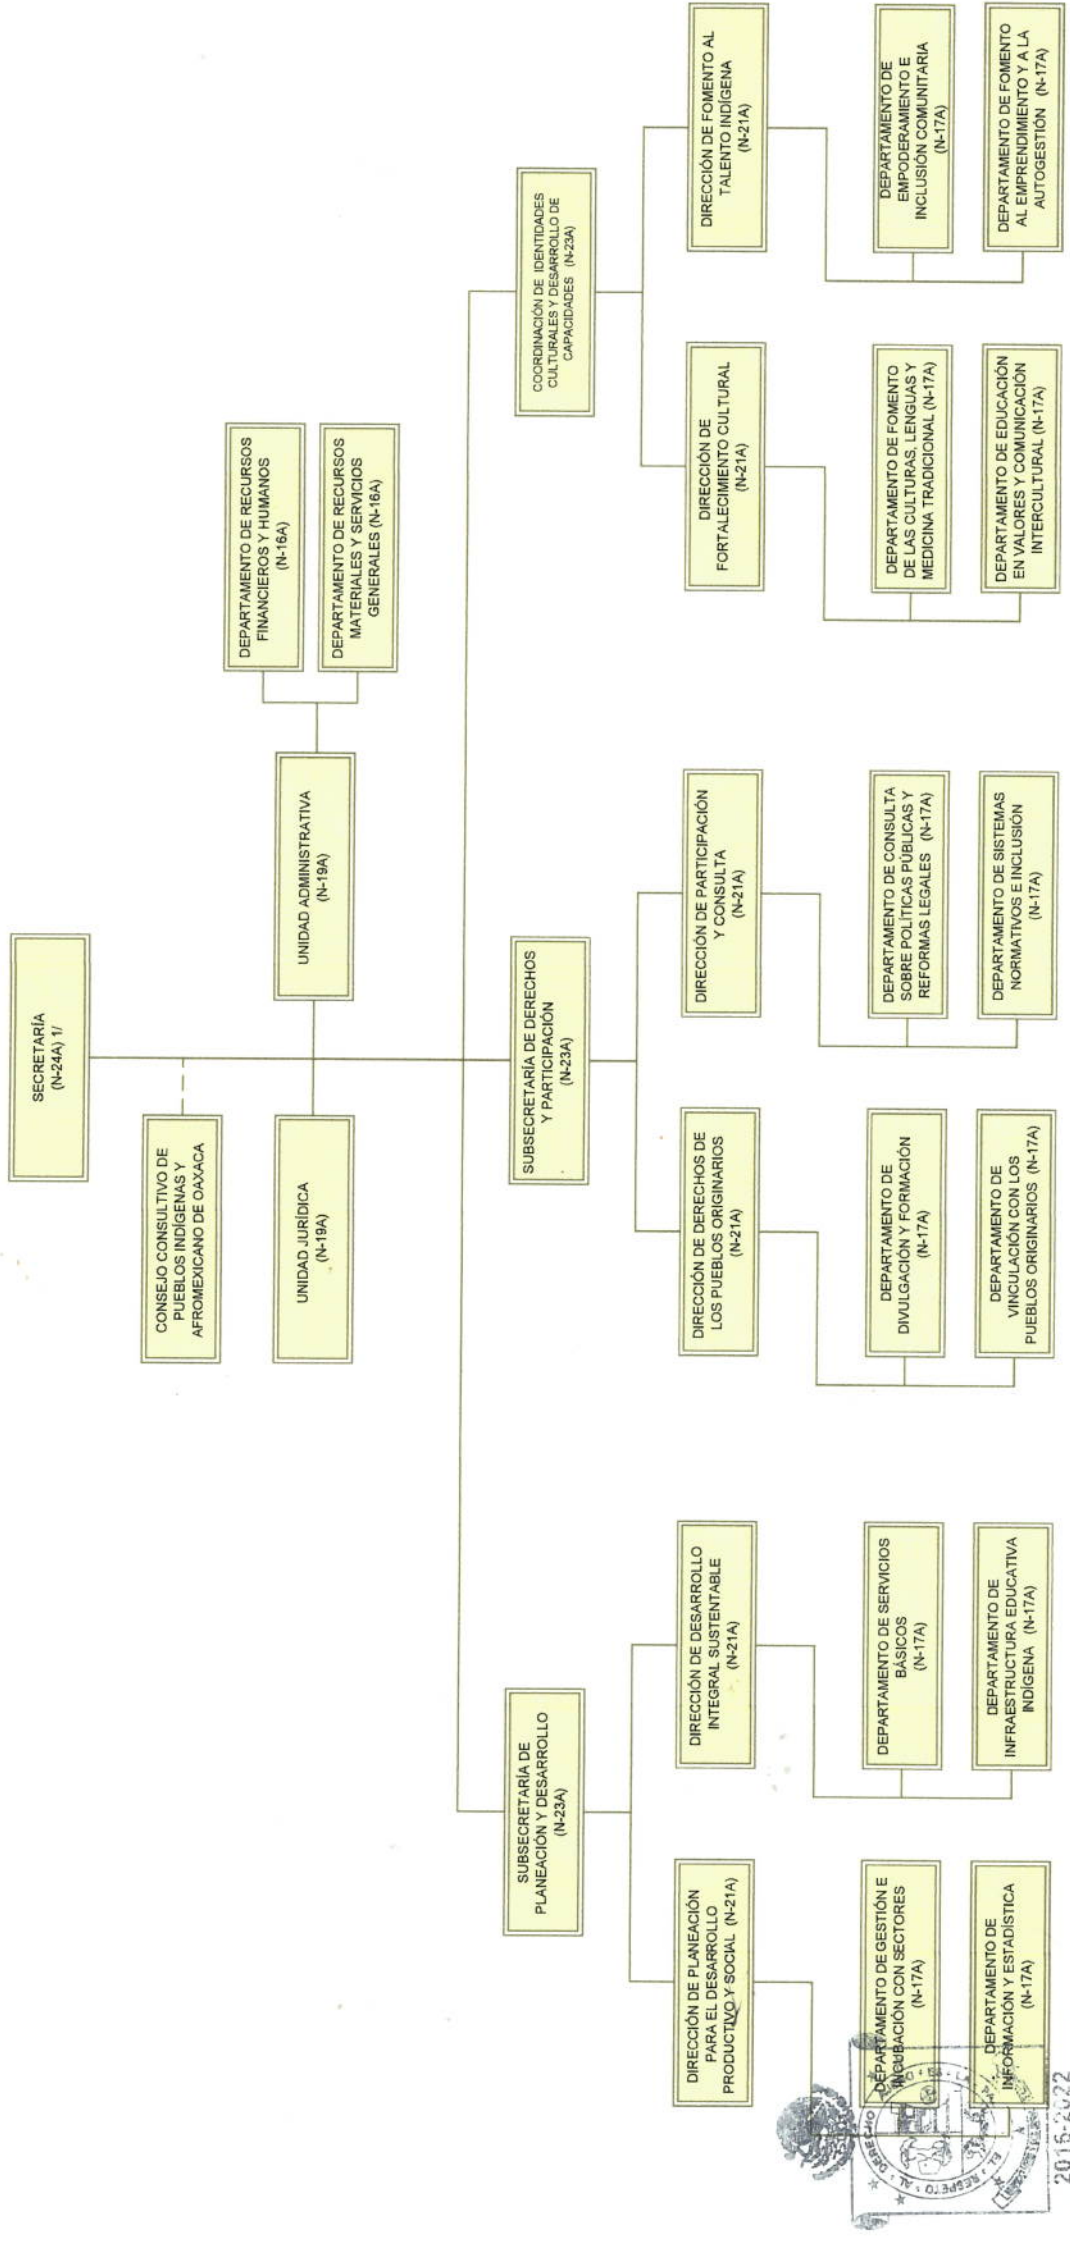 SECRETARÍA
(N-24A) 1/
CONSEJO CONSULTIVO DE
PUEBLOS INDÍGENAS Y
AFROMEXICANO DE OAXACA
UNIDAD JURÍDICA
(N-19A)
UNIDAD ADMINISTRATIVA
(N-19A)
DEPARTAMENTO DE RECURSOS
FINANCIEROS Y HUMANOS
(N-16A)
DEPARTAMENTO DE RECURSOS
MATERIALES Y SERVICIOS
GENERALES (N-16A)
SUBSECRETARÍA DE
PLANEACIÓN Y DESARROLLO
(N-23A)
SUBSECRETARÍA DE DERECHOS
Y PARTICIPACIÓN
(N-23A)
COORDINACIÓN DE IDENTIDADES
CULTURALES Y DESARROLLO DE
CAPACIDADES (N-23A)
DIRECCIÓN DE PLANEACIÓN
PARA EL DESARROLLO
PRODUCTIVO Y SOCIAL (N-21A)
DIRECCIÓN DE DESARROLLO
INTEGRAL SUSTENTABLE
(N-21A)
DIRECCIÓN DE DERECHOS DE
LOS PUEBLOS ORIGINARIOS
(N-21A)
DIRECCIÓN DE PARTICIPACIÓN
Y CONSULTA
(N-21A)
DIRECCIÓN DE
FORTALECIMIENTO CULTURAL
(N-21A)
DIRECCIÓN DE FOMENTO AL
TALENTO INDÍGENA
(N-21A)
DEPARTAMENTO DE GESTIÓN E
INCUBACIÓN CON SECTORES
(N-17A)
DEPARTAMENTO DE SERVICIOS
BÁSICOS
(N-17A)
DEPARTAMENTO DE
DIVULGACIÓN Y FORMACIÓN
(N-17A)
DEPARTAMENTO DE CONSULTA
SOBRE POLÍTICAS PÚBLICAS Y
REFORMAS LEGALES (N-17A)
DEPARTAMENTO DE FOMENTO
DE LAS CULTURAS, LENGUAS Y
MEDICINA TRADICIONAL (N-17A)
DEPARTAMENTO DE
EMPODERAMIENTO E
INCLUSIÓN COMUNITARIA
(N-17A)
DEPARTAMENTO DE
INFORMACIÓN Y ESTADÍSTICA
(N-17A)
DEPARTAMENTO DE
INFRAESTRUCTURA EDUCATIVA
INDÍGENA (N-17A)
DEPARTAMENTO DE
VINCULACIÓN CON LOS
PUEBLOS ORIGINARIOS (N-17A)
DEPARTAMENTO DE SISTEMAS
NORMATIVOS E INCLUSIÓN
(N-17A)
DEPARTAMENTO DE EDUCACIÓN
EN VALORES Y COMUNICACIÓN
INTERCULTURAL (N-17A)
DEPARTAMENTO DE FOMENTO
AL EMPRENDIMIENTO Y A LA
AUTOGESTIÓN (N-17A)
EL RESPETO AL DERECHO
2016-2022